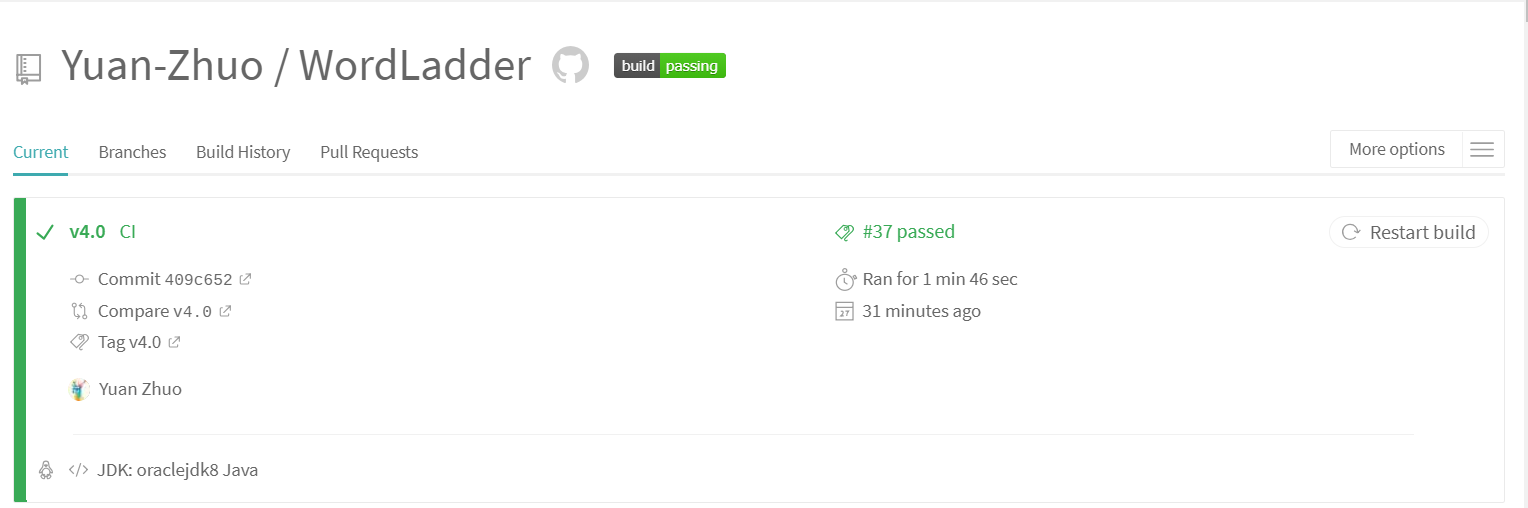 Yuan-Zhuo / WordLadder build passing
Current Branches Build History Pull Requests More options
v4.0 CI #37 passed Restart build
Commit 409c652 Ran for 1 min 46 sec
Compare v4.0 31 minutes ago
Tag v4.0
Yuan Zhuo
JDK: oraclejdk8 Java